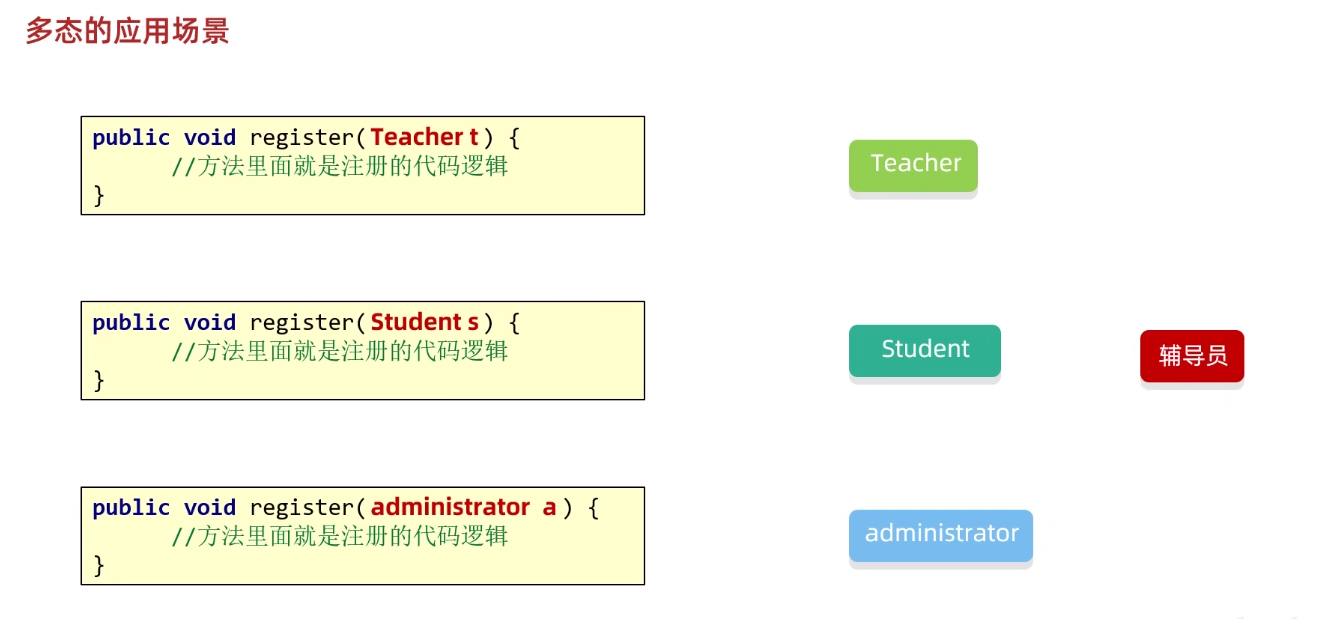 多态的应用场景
public void register(Teacher t) {
//方法里面就是注册的代码逻辑
}
Teacher
public void register(Student s) {
//方法里面就是注册的代码逻辑
}
Student
辅导员
public void register(administrator a) {
//方法里面就是注册的代码逻辑
}
administrator